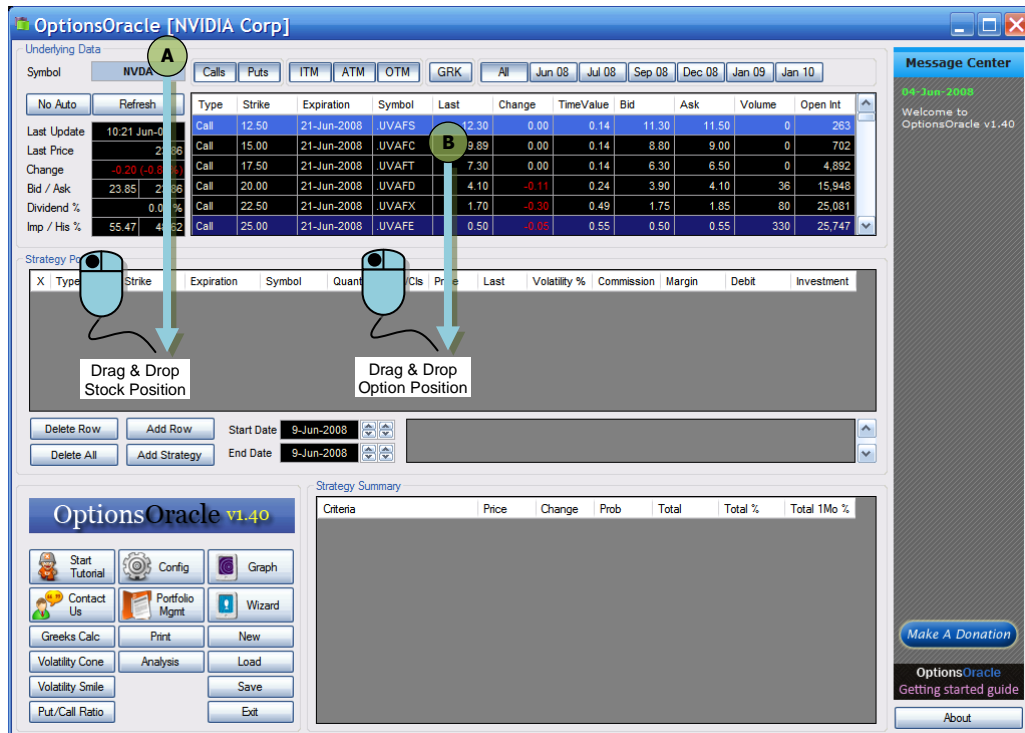 OptionsOracle [NVIDIA Corp]
Underlying Data
Symbol NVDA A Calls Puts ITM ATM OTM GRK All Jun 08 Jul 08 Sep 08 Dec 08 Jan 09 Jan 10
No Auto Refresh
Last Update 10:21
Last Price
Change -0.20
Bid / Ask 23.85
Dividend %
Imp / His % 55.47
Type Strike Expiration Symbol Last Change TimeValue Bid Ask Volume Open Int
Call 12.50 21-Jun-2008 .UVAFS 12.30 0.00 0.14 11.30 11.50 0 263
Call 15.00 21-Jun-2008 .UVAFC B 9.89 0.00 0.14 8.80 9.00 0 702
Call 17.50 21-Jun-2008 .UVAFT 7.30 0.00 0.14 6.30 6.50 0 4,892
Call 20.00 21-Jun-2008 .UVAFD 4.10 -0.11 0.24 3.90 4.10 36 15,948
Call 22.50 21-Jun-2008 .UVAFX 1.70 -0.30 0.49 1.75 1.85 80 25,081
Call 25.00 21-Jun-2008 .UVAFE 0.50 -0.05 0.55 0.50 0.55 330 25,747
Strategy
X Type Strike Expiration Symbol Last Volatility % Commission Margin Debit Investment
Drag & Drop
Stock Position
Drag & Drop
Option Position
Delete Row Add Row Start Date 9-Jun-2008
Delete All Add Strategy End Date 9-Jun-2008
OptionsOracle v1.40
Start
Tutorial
Config
Graph
Contact
Us
Portfolio
Mgmt
Wizard
Greeks Calc Print New
Volatility Cone Analysis Load
Volatility Smile Save
Put/Call Ratio Exit
Strategy Summary
Criteria Price Change Prob Total Total % Total 1Mo %
Message Center
04-Jun-2008
Welcome to
OptionsOracle v1.40
Make A Donation
OptionsOracle
Getting started guide
About